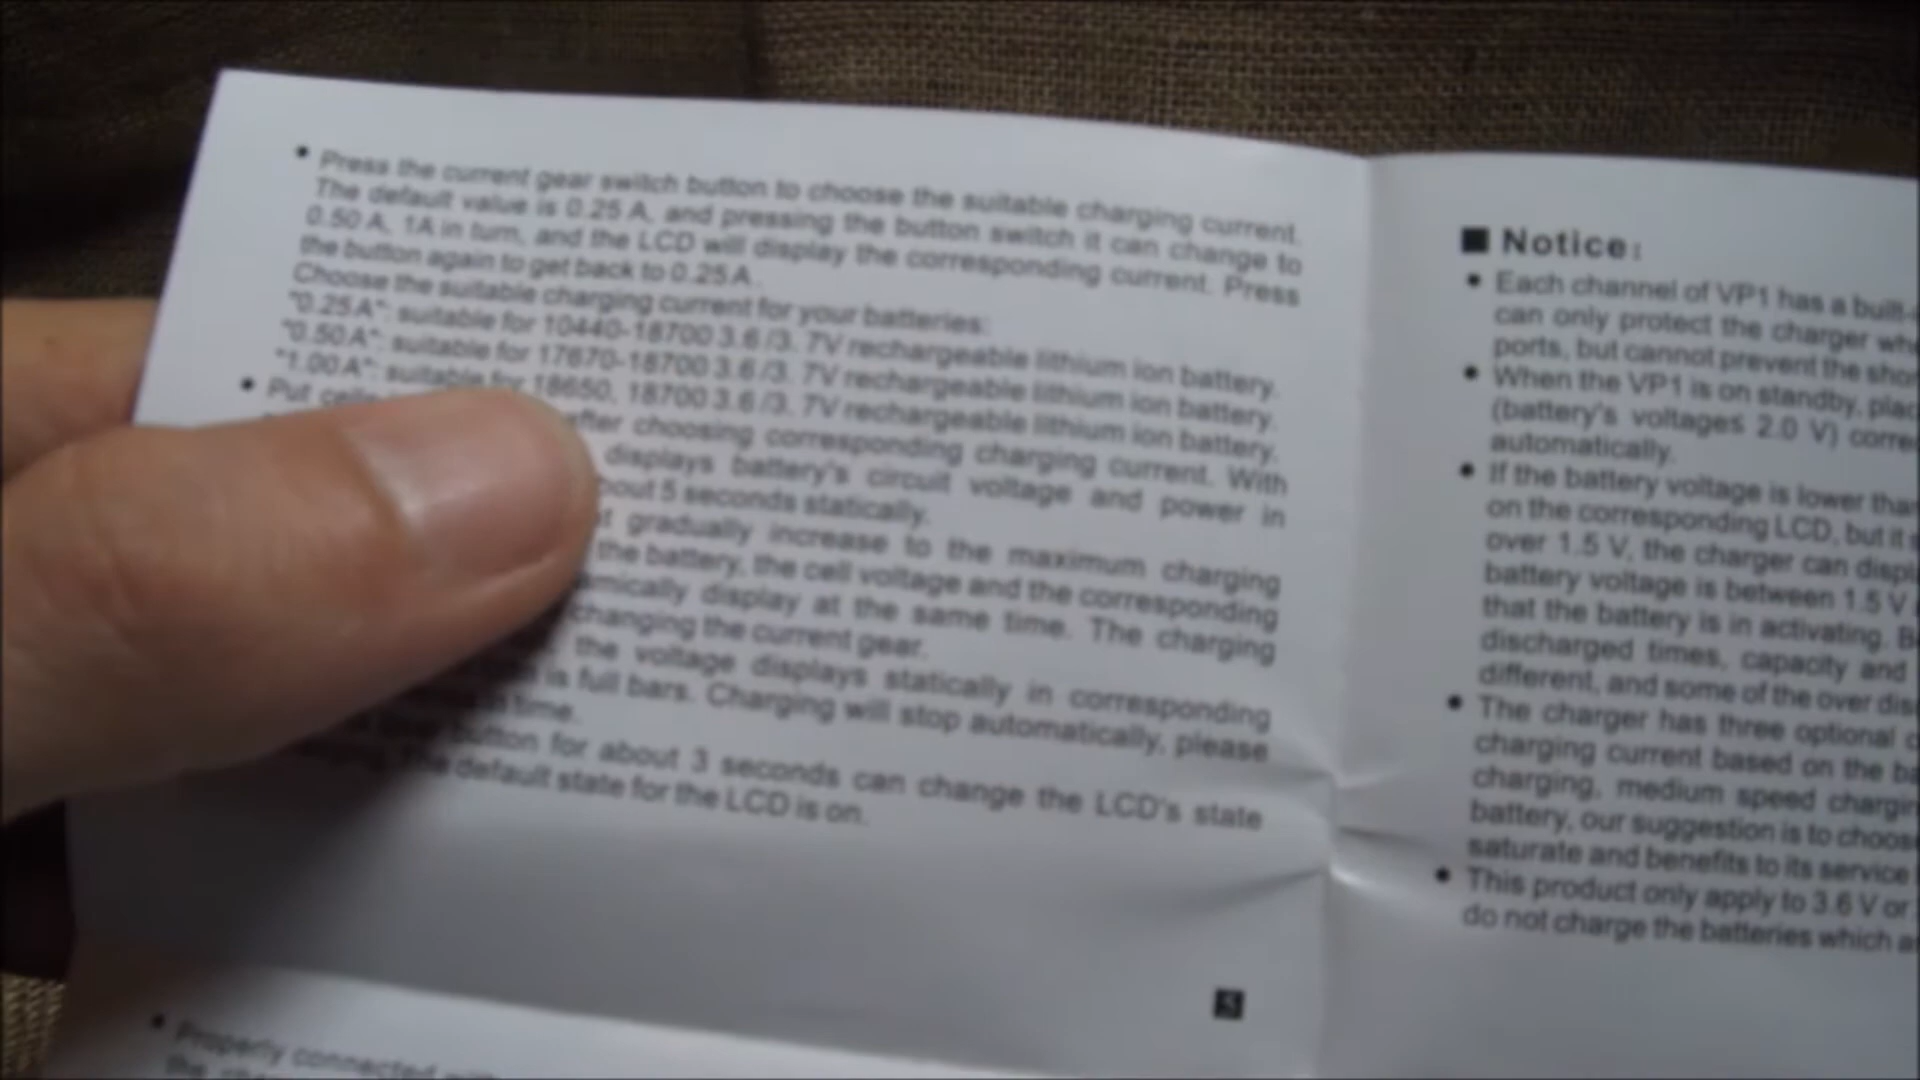 • Press the current gear switch button to choose the suitable charging current.
The default value is 0.25 A, and pressing the button switch it can change to
0.50 A, 1A in turn, and the LCD will display the corresponding current. Press
the button again to get back to 0.25 A.
Choose the suitable charging current for your batteries:
"0.25 A": suitable for 10440-18700 3.6 /3. 7V rechargeable lithium ion battery.
"0.50 A": suitable for 17670-18700 3.6 /3. 7V rechargeable lithium ion battery.
"1.00 A": suitable for 18650, 18700 3.6 /3. 7V rechargeable lithium ion battery.
• Put after choosing corresponding charging current. With
displays battery's circuit voltage and power in
5 seconds statically.
gradually increase to the maximum charging
the battery, the cell voltage and the corresponding
display at the same time. The charging
changing the current gear.
the voltage displays statically in corresponding
is full bars. Charging will stop automatically, please
time.
button for about 3 seconds can change the LCD's state
default state for the LCD is on.
• Properly connected
the
■ Notice:
• Each channel of VP1 has a built-
can only protect the charger
ports, but cannot prevent the
• When the VP1 is on standby,
(battery's voltage≤ 2.0 V)
automatically.
• If the battery voltage is lower
on the corresponding LCD, but it
over 1.5 V, the charger can
battery voltage is between 1.5 V
that the battery is in activating.
discharged times, capacity and
different, and some of the over
• The charger has three optional
charging current based on the
charging, medium speed
battery, our suggestion is to
saturate and benefits to its service
• This product only apply to 3.6 V or
do not charge the batteries which